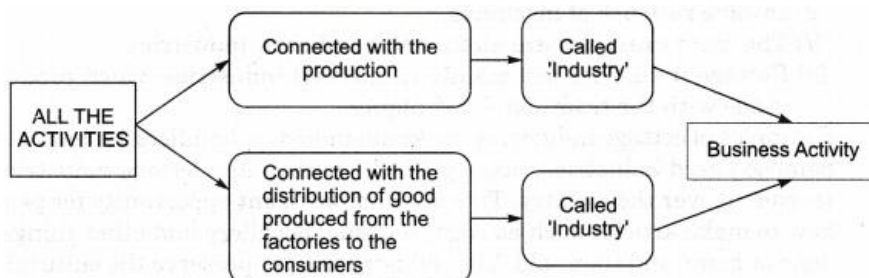 Connected with the
production
Called
'Industry'
ALL THE
ACTIVITIES
Business Activity
Connected with the
distribution of good
produced from the
factories to the
consumers
Called
'Industry'